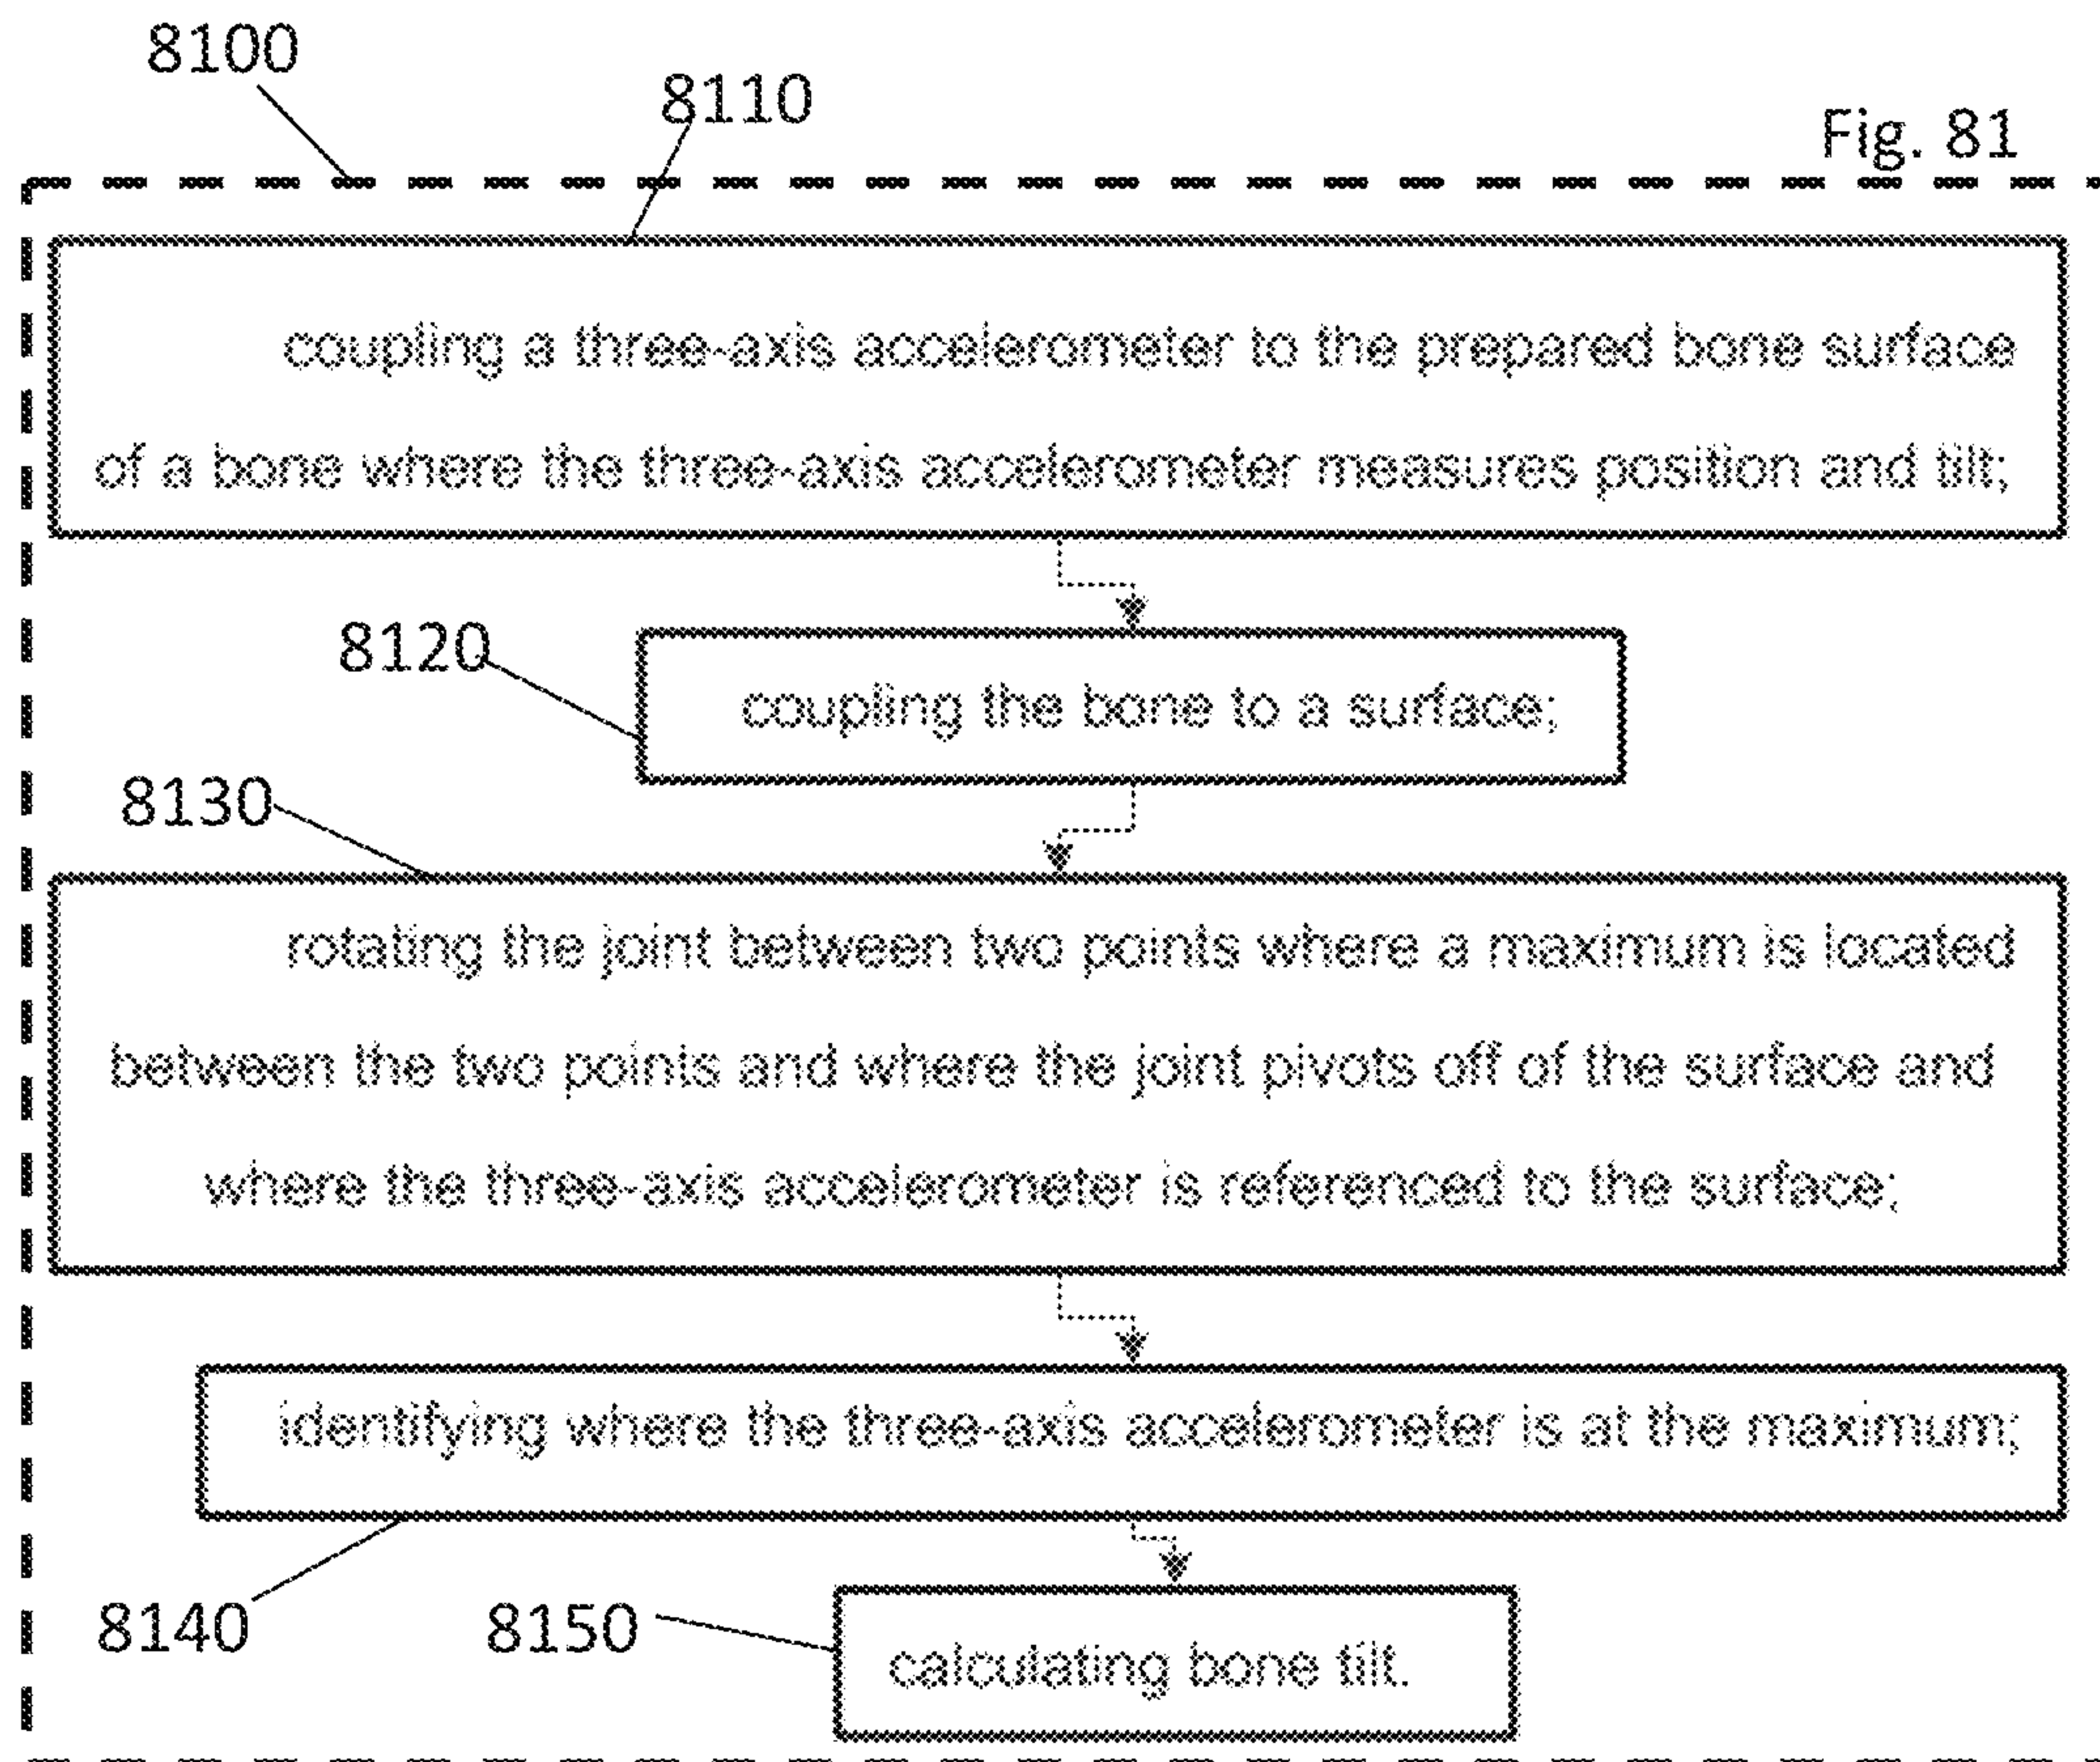 8100
8110
Fig. 81
coupling a three-axis accelerometer to the prepared bone surface
of a bone where the three-axis accelerometer measures position and tilt;
8120
coupling the bone to a surface;
8130
rotating the joint between two points where a maximum is located
between the two points and where the joint pivots off of the surface and
where the three-axis accelerometer is referenced to the surface;
identifying where the three-axis accelerometer is at the maximum;
8140
8150
calculating bone tilt.